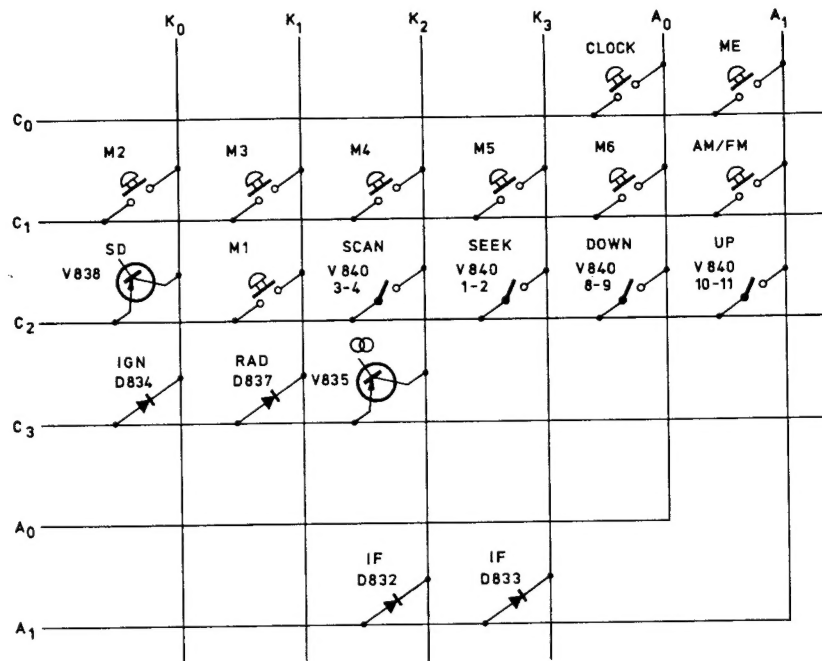 K0 K1 K2 K3 A0 A1
CLOCK ME
C0
M2 M3 M4 M5 M6 AM/FM
C1
SD M1 SCAN SEEK DOWN UP
V838 V840 V840 V840 V840
3-4 1-2 8-9 10-11
C2
IGN RAD
D834 D837 V835
C3
A0
IF IF
D832 D833
A1